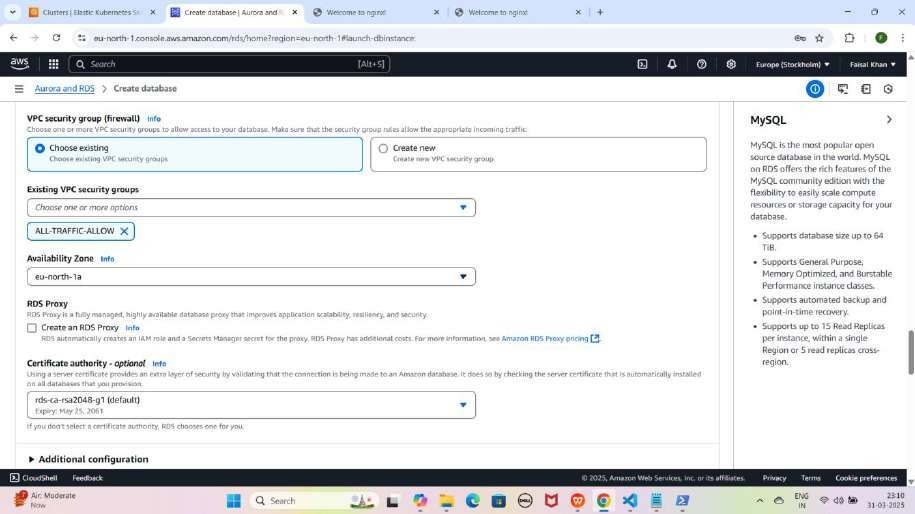 Clusters | Elastic Kubernetes Se
Create database | Aurora and R
Welcome to nginx!
Welcome to nginx!
eu-north-1.console.aws.amazon.com/rds/home?region=eu-north-1#launch-dbinstance:
F
aws
Search
[Alt+S]
Europe (Stockholm)
Faisal Khan
Aurora and RDS > Create database
VPC security group (firewall) Info
Choose one or more VPC security groups to allow access to your database. Make sure that the security group rules allow the appropriate incoming traffic.
Choose existing
Choose existing VPC security groups
Create new
Create new VPC security group
Existing VPC security groups
Choose one or more options
ALL-TRAFFIC-ALLOW
Availability Zone Info
eu-north-1a
RDS Proxy
RDS Proxy is a fully managed, highly available database proxy that improves application scalability, resiliency, and security.
Create an RDS Proxy Info
RDS automatically creates an IAM role and a Secrets Manager secret for the proxy. RDS Proxy has additional costs. For more information, see Amazon RDS Proxy pricing
Certificate authority - optional Info
Using a server certificate provides an extra layer of security by validating that the connection is being made to an Amazon database. It does so by checking the server certificate that is automatically installed
on all databases that you provision.
rds-ca-rsa2048-g1 (default)
Expiry: May 25, 2061
If you don't select a certificate authority, RDS chooses one for you.
Additional configuration
MySQL
MySQL is the most popular open
source database in the world. MySQL
on RDS offers the rich features of the
MySQL community edition with the
flexibility to easily scale compute
resources or storage capacity for your
database.
• Supports database size up to 64
TiB.
• Supports General Purpose,
Memory Optimized, and Burstable
Performance instance classes.
• Supports automated backup and
point-in-time recovery.
• Supports up to 15 Read Replicas
per instance, within a single
Region or 5 read replicas cross-
region.
CloudShell
Feedback
© 2025, Amazon Web Services, Inc. or its affiliates.
Privacy
Terms
Cookie preferences
Air: Moderate
Now
Search
DELL
ENG
IN
23:10
31-03-2025